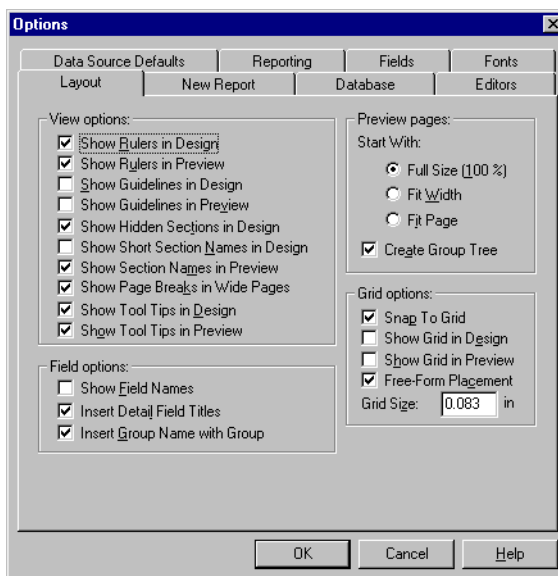 Options
Data Source Defaults Reporting Fields Fonts
Layout New Report Database Editors
View options:
Show Rulers in Design
Show Rulers in Preview
Show Guidelines in Design
Show Guidelines in Preview
Show Hidden Sections in Design
Show Short Section Names in Design
Show Section Names in Preview
Show Page Breaks in Wide Pages
Show Tool Tips in Design
Show Tool Tips in Preview
Field options:
Show Field Names
Insert Detail Field Titles
Insert Group Name with Group
Preview pages:
Start With:
Full Size (100 %)
Fit Width
Fit Page
Create Group Tree
Grid options:
Snap To Grid
Show Grid in Design
Show Grid in Preview
Free-Form Placement
Grid Size: 0.083 in
OK Cancel Help